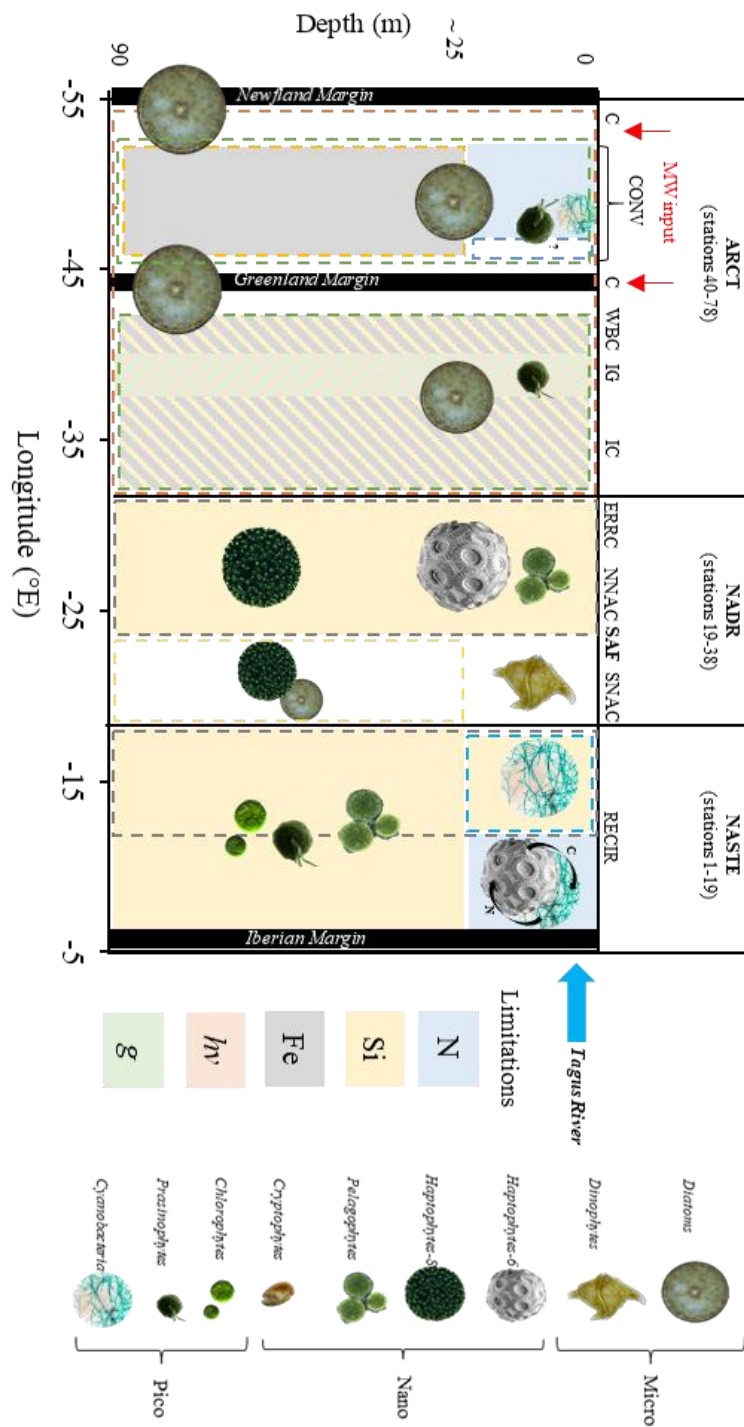 ARCT
(stations 40-78)
NADR
(stations 19-38)
NASTE
(stations 1-19)
MW input
Tagus River
C
CONV
C
WBC
IG
IC
ERRC
NNAC
SAF
SNAC
RECIR
Depth (m)
0
~ 25
90
Newfland Margin
Greenland Margin
Iberian Margin
?
C
N
-55
-45
-35
-25
-15
-5
Longitude (°E)
Limitations
N
Si
Fe
hv
g
Diatoms
Dinophytes
Haptophytes-6
Haptophytes-8
Pelagophytes
Cryptophytes
Chlorophytes
Prasinophytes
Cyanobacteria
Micro
Nano
Pico